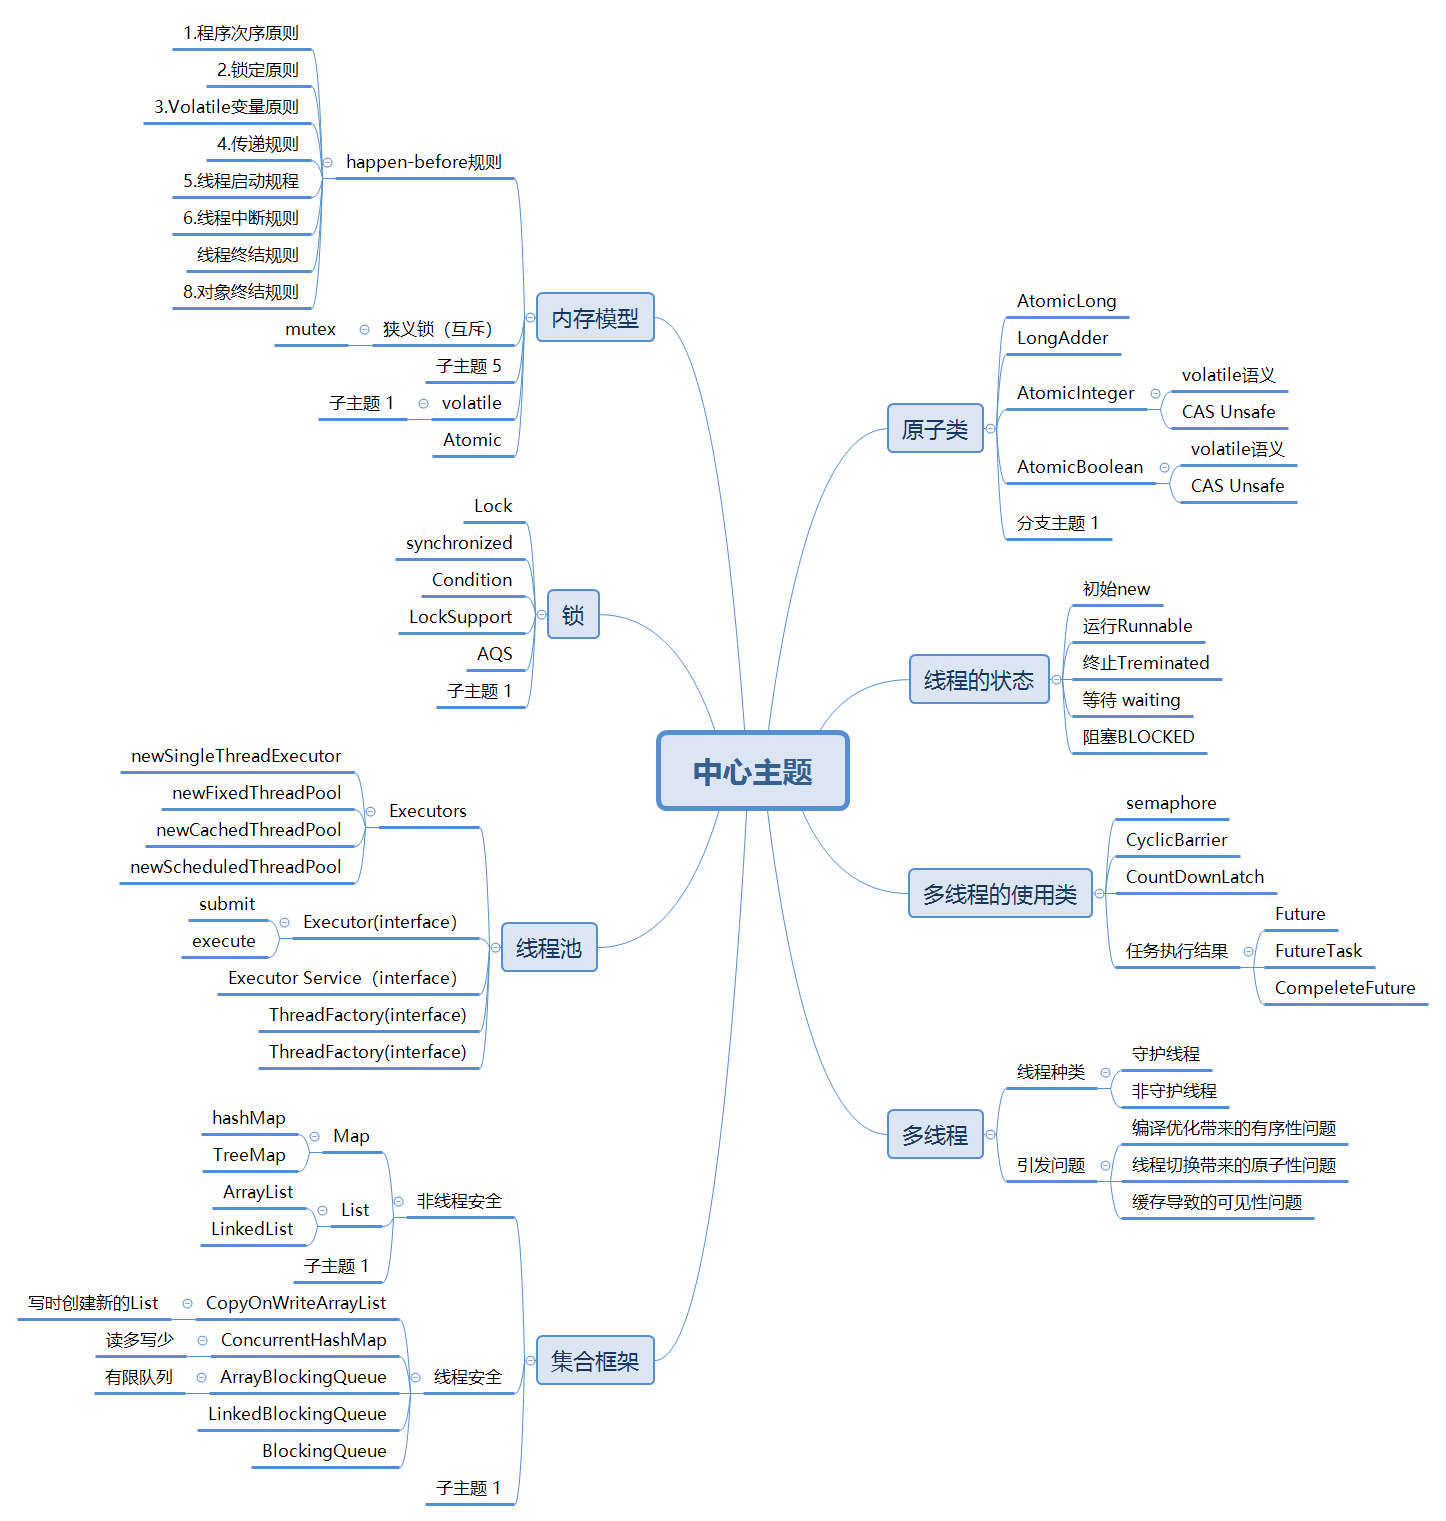 中心主题
内存模型
happen-before规则
1.程序次序原则
2.锁定原则
3.Volatile变量原则
4.传递规则
5.线程启动规程
6.线程中断规则
线程终结规则
8.对象终结规则
狭义锁（互斥）
mutex
子主题 5
volatile
子主题 1
Atomic
锁
Lock
synchronized
Condition
LockSupport
AQS
子主题 1
线程池
Executors
newSingleThreadExecutor
newFixedThreadPool
newCachedThreadPool
newScheduledThreadPool
Executor(interface）
submit
execute
Executor Service（interface）
ThreadFactory(interface)
ThreadFactory(interface)
集合框架
非线程安全
Map
hashMap
TreeMap
List
ArrayList
LinkedList
子主题 1
线程安全
CopyOnWriteArrayList
写时创建新的List
ConcurrentHashMap
读多写少
ArrayBlockingQueue
有限队列
LinkedBlockingQueue
BlockingQueue
子主题 1
原子类
AtomicLong
LongAdder
AtomicInteger
volatile语义
CAS Unsafe
AtomicBoolean
volatile语义
CAS Unsafe
分支主题 1
线程的状态
初始new
运行Runnable
终止Treminated
等待 waiting
阻塞BLOCKED
多线程的使用类
semaphore
CyclicBarrier
CountDownLatch
任务执行结果
Future
FutureTask
CompeleteFuture
多线程
线程种类
守护线程
非守护线程
引发问题
编译优化带来的有序性问题
线程切换带来的原子性问题
缓存导致的可见性问题